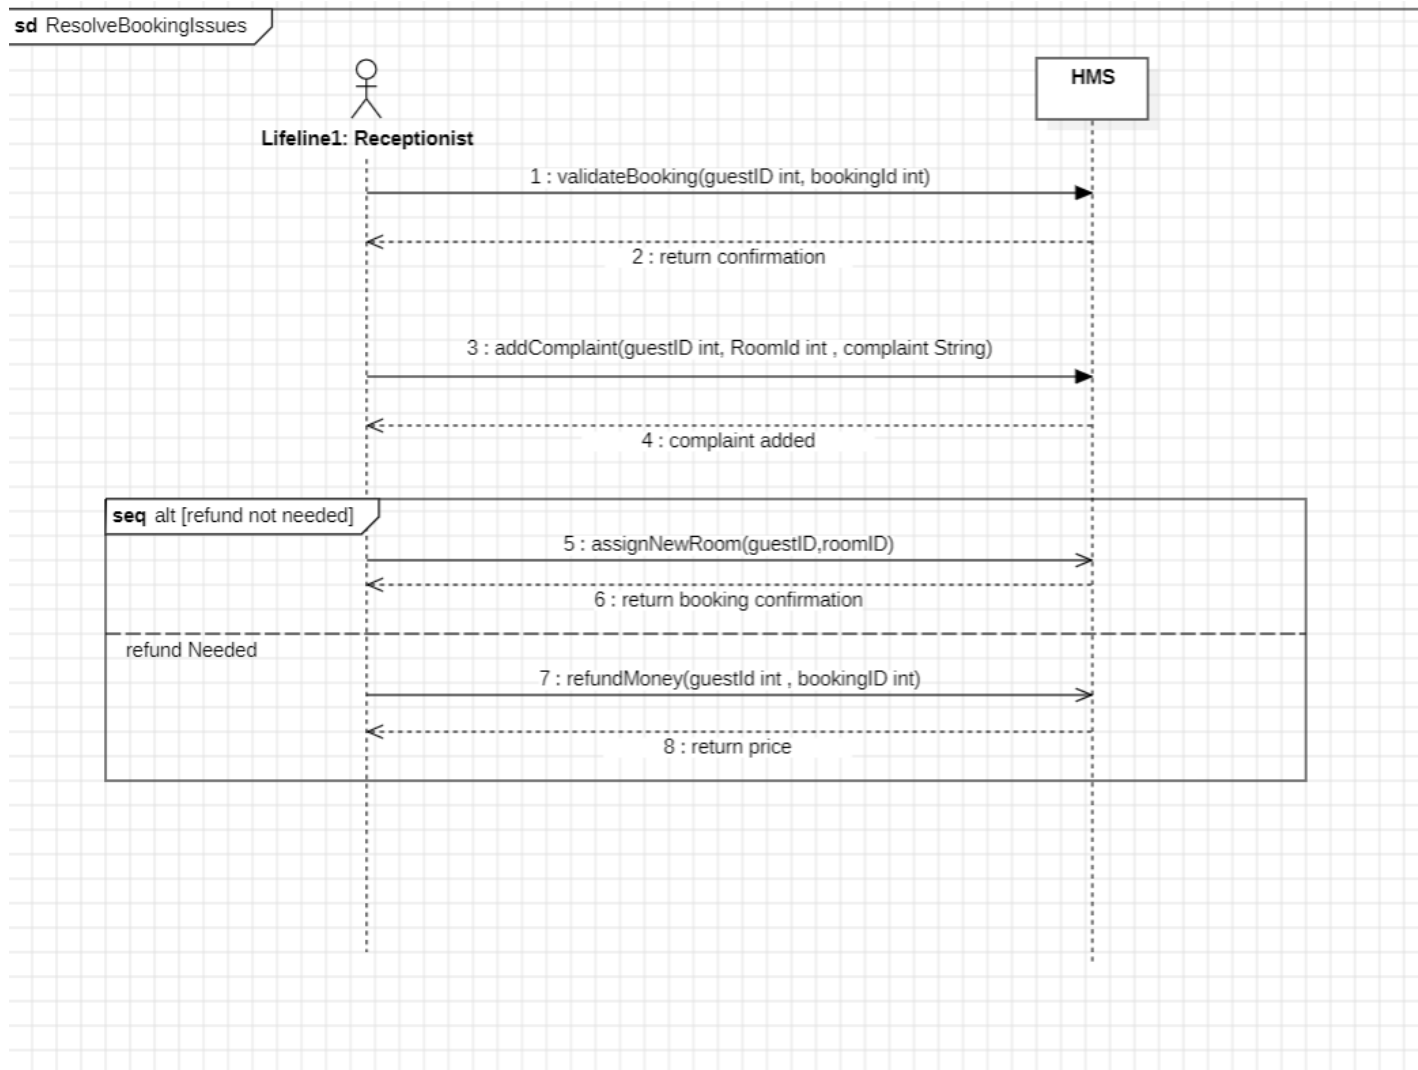 sd ResolveBookingIssues
HMS
Lifeline1: Receptionist
1 : validateBooking(guestID int, bookingId int)
2 : return confirmation
3 : addComplaint(guestID int, RoomId int , complaint String)
4 : complaint added
seq alt [refund not needed]
5 : assignNewRoom(guestID,roomID)
6 : return booking confirmation
refund Needed
7 : refundMoney(guestId int , bookingID int)
8 : return price